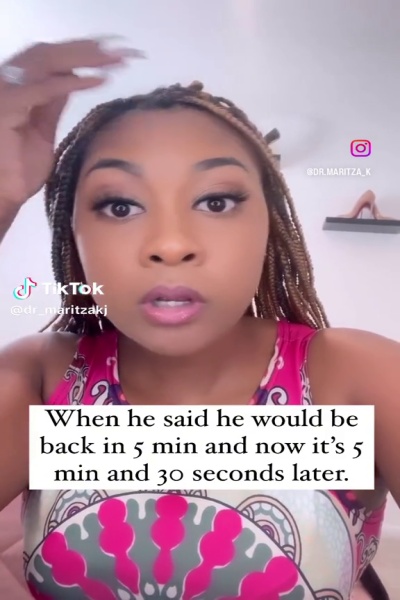 @DR.MARITZA_K
TikTok
@dr_maritzakj
When he said he would be
back in 5 min and now it's 5
min and 30 seconds later.